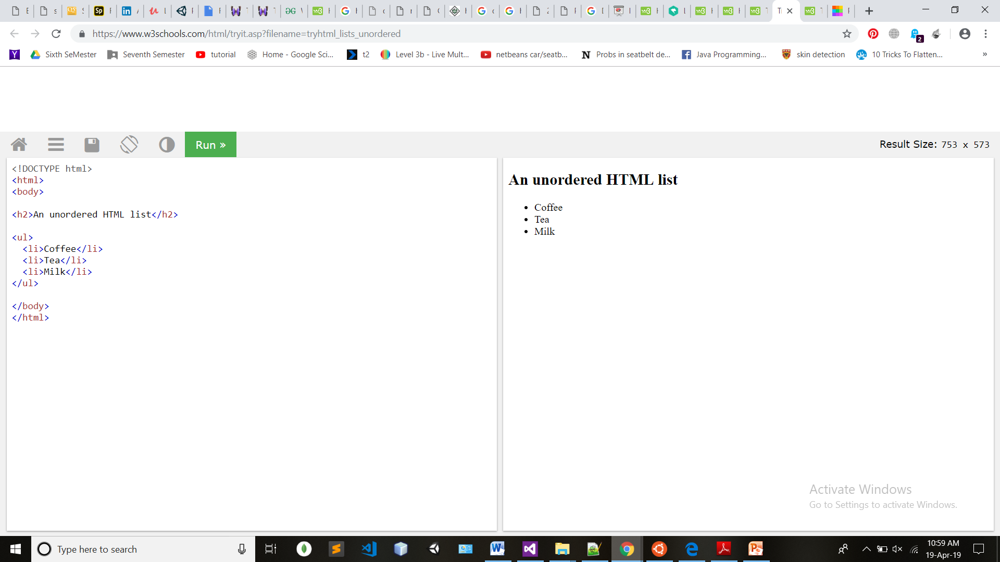 https://www.w3schools.com/html/tryit.asp?filename=tryhtml_lists_unordered
Sixth SeMester
Seventh Semester
tutorial
Home - Google Sci...
t2
Level 3b - Live Mult...
netbeans car/seatb...
Probs in seatbelt de...
Java Programming...
skin detection
10 Tricks To Flatten...
»
Run »
Result Size: 753 x 573
<!DOCTYPE html>
<html>
<body>
<h2>An unordered HTML list</h2>
<ul>
<li>Coffee</li>
<li>Tea</li>
<li>Milk</li>
</ul>
</body>
</html>
An unordered HTML list
• Coffee
• Tea
• Milk
Activate Windows
Go to Settings to activate Windows.
Type here to search
10:59 AM
19-Apr-19